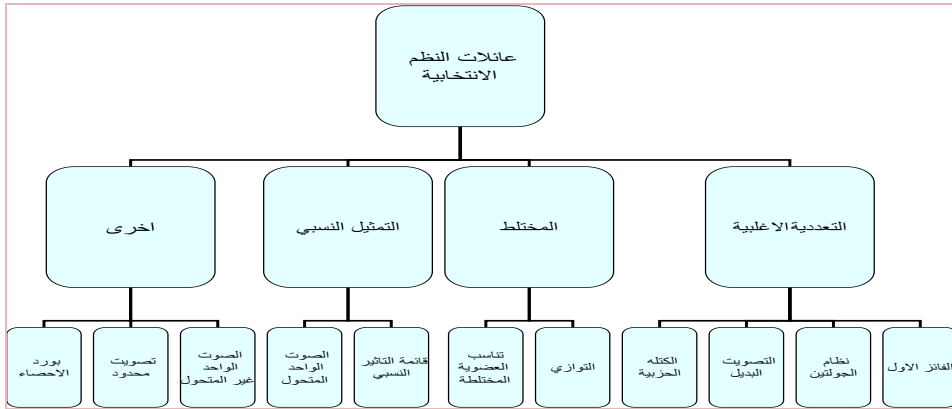 عائلات النظم
الانتخابية
التعددية الاغلبية
المختلط
التمثيل النسبي
اخرى
الفائز الاول
نظام
الجولتين
التصويت
البديل
الكتله
الحزبية
التوازي
تناسب
العضوية
المختلطة
قائمة التاثير
النسبي
الصوت
الواحد
المتحول
الصوت
الواحد
غير المتحول
تصويت
محدود
بورد
الاحصاء